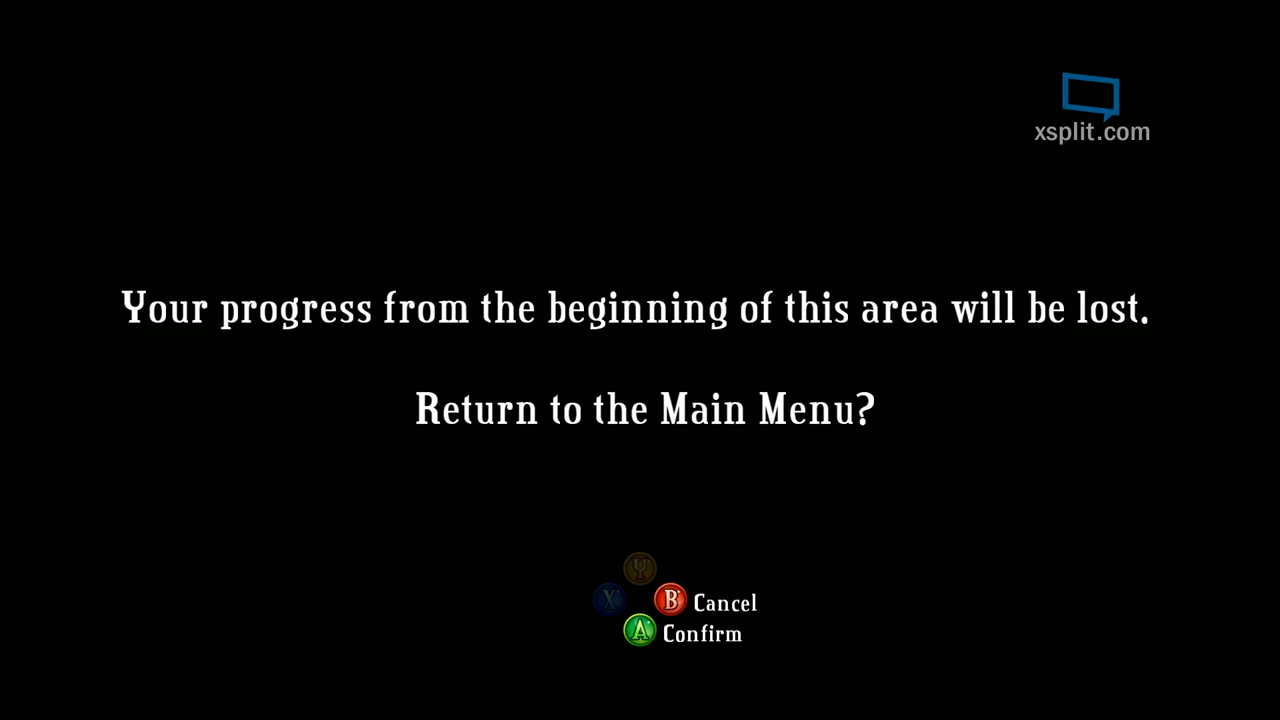 xsplit.com
Your progress from the beginning of this area will be lost.
Return to the Main Menu?
Y
X B Cancel
A Confirm